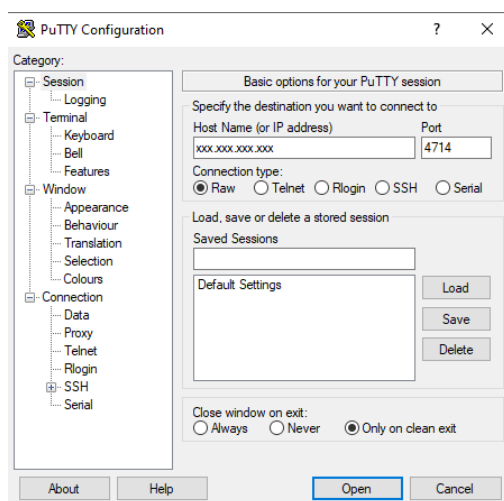 PuTTY Configuration
?
Category:
Session
Logging
Terminal
Keyboard
Bell
Features
Window
Appearance
Behaviour
Translation
Selection
Colours
Connection
Data
Proxy
Telnet
Rlogin
SSH
Serial
Basic options for your PuTTY session
Specify the destination you want to connect to
Host Name (or IP address) Port
xxx.xxx.xxx.xxx 4714
Connection type:
Raw Telnet Rlogin SSH Serial
Load, save or delete a stored session
Saved Sessions
Default Settings
Load
Save
Delete
Close window on exit:
Always Never Only on clean exit
About Help Open Cancel